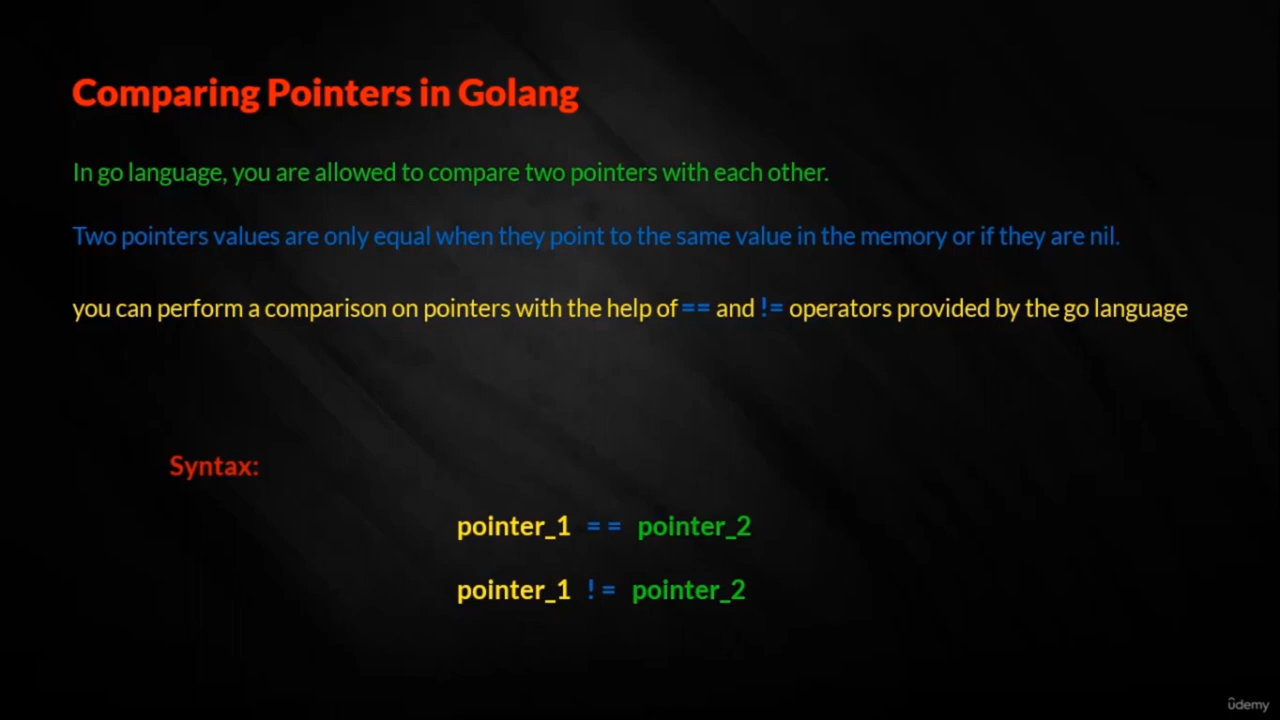 Comparing Pointers in Golang
In go language, you are allowed to compare two pointers with each other.
Two pointers values are only equal when they point to the same value in the memory or if they are nil.
you can perform a comparison on pointers with the help of == and != operators provided by the go language
Syntax:
pointer_1 == pointer_2
pointer_1 != pointer_2
ûdemy